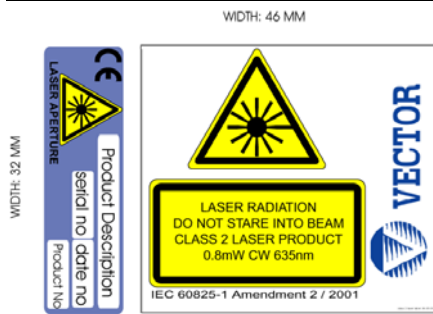 WIDTH: 46 MM
WIDTH: 32 MM
CE
LASER APERTURE
Product Description
serial no date no
Product No
LASER RADIATION
DO NOT STARE INTO BEAM
CLASS 2 LASER PRODUCT
0.8mW CW 635nm
IEC 60825-1 Amendment 2 / 2001
VECTOR